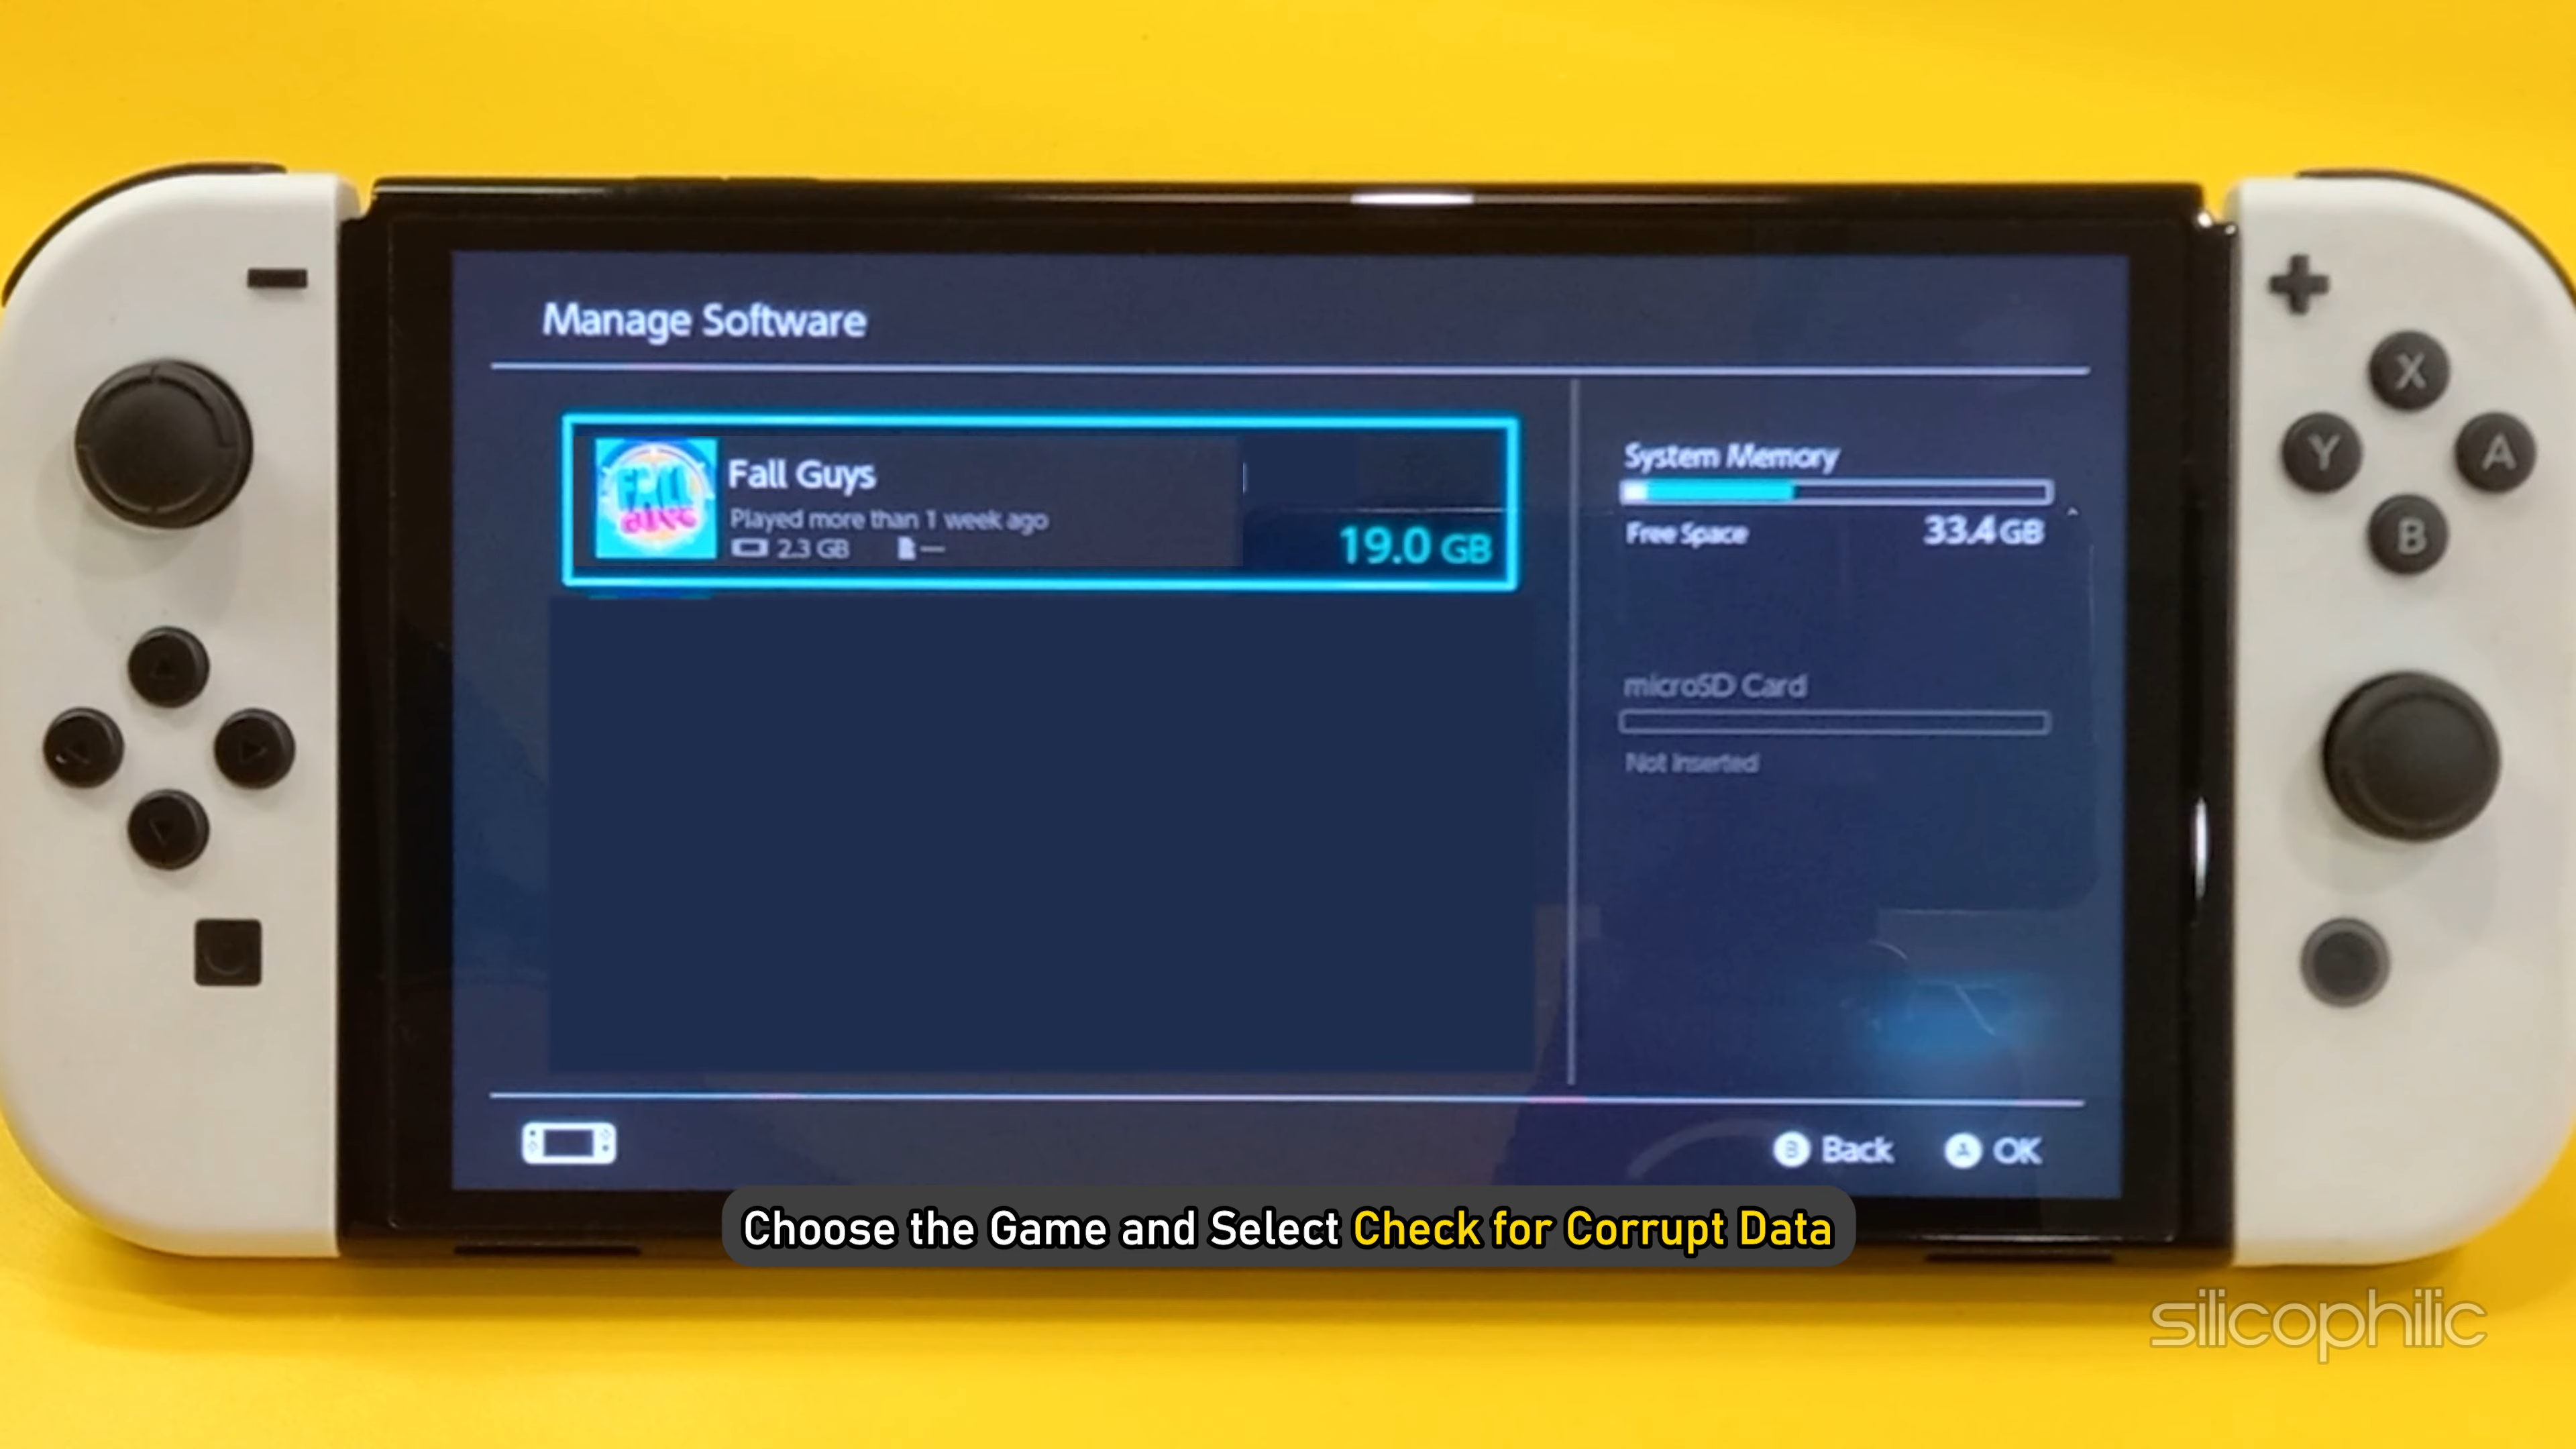 Manage Software
Fall Guys
Played more than 1 week ago
2.3 GB —
19.0 GB
System Memory
Free Space 33.4 GB
microSD Card
Not Inserted
B Back A OK
X
Y
A
B
Choose the Game and Select Check for Corrupt Data
silicophilic